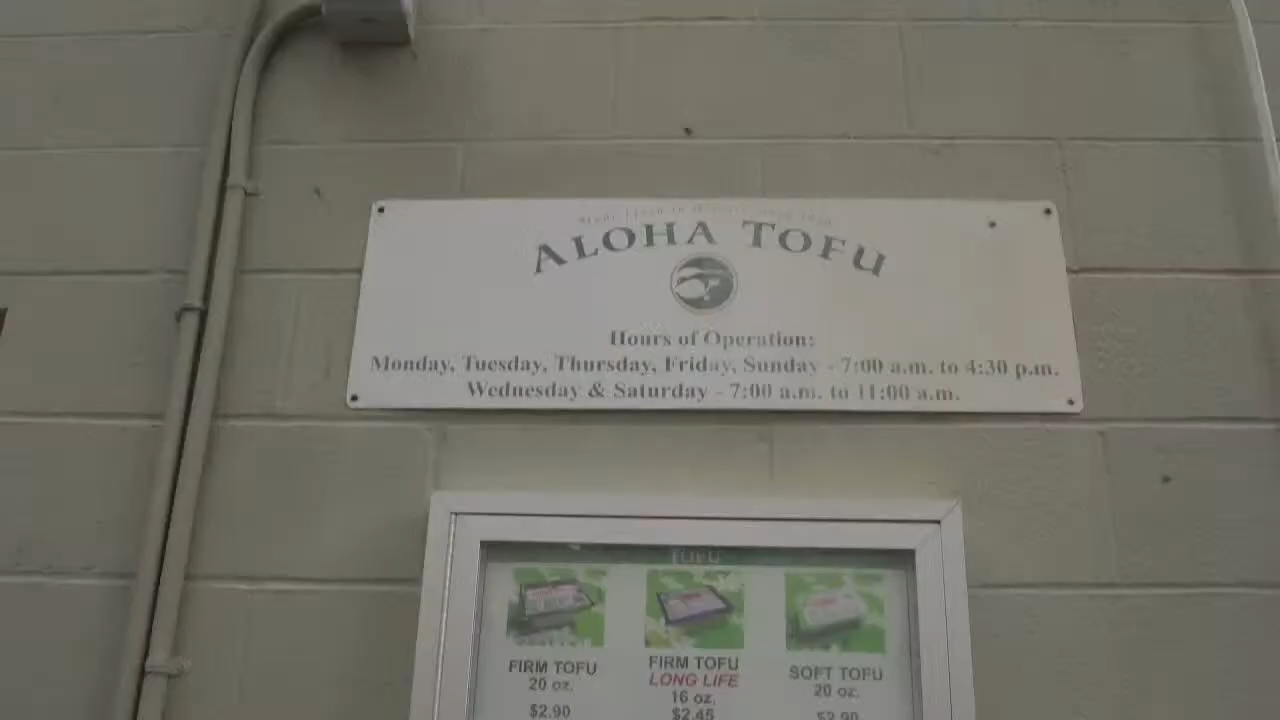 ALOHA TOFU
Hours of Operation:
Monday, Tuesday, Thursday, Friday, Sunday - 7:00 a.m. to 4:30 p.m.
Wednesday & Saturday - 7:00 a.m. to 11:00 a.m.
TOFU
FIRM TOFU
20 oz.
$2.90
FIRM TOFU
LONG LIFE
16 oz.
$2.45
SOFT TOFU
20 oz.
$2.90